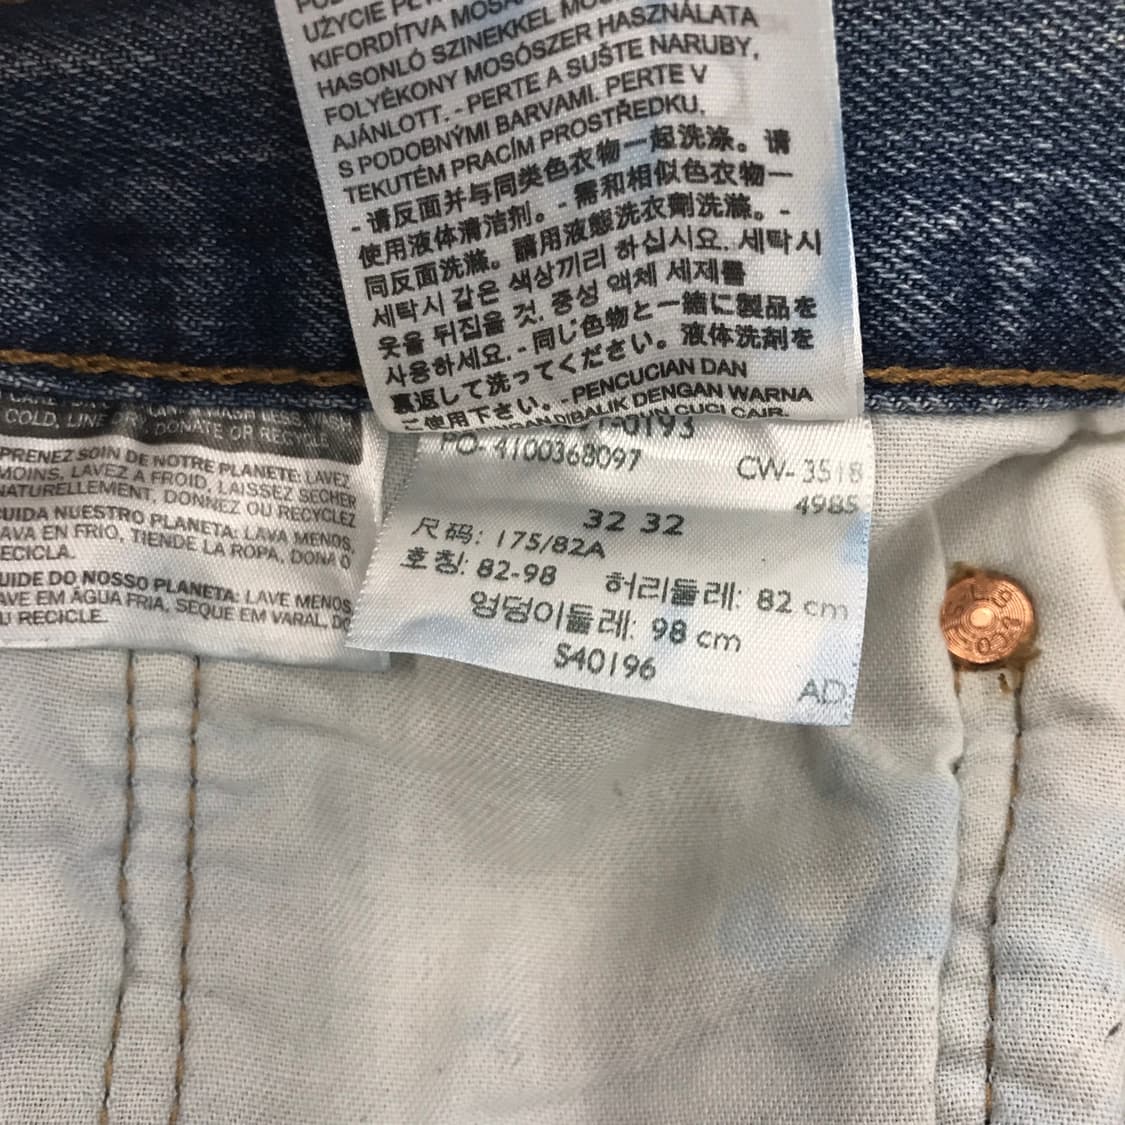 UŻYCIE
KIFORDÍTVA
HASONLÓ SZINEKKEL
FOLYÉKONY MOSÓSZER HASZNÁLATA
AJÁNLOTT. - PERTE A SUŠTE NARUBY,
S PODOBNÝMI BARVAMI. PERTE V
TEKUTÉM PRACÍM PROSTŘEDKU.
- 请反面并与同类色衣物一起洗涤。请
使用液体清洁剂。- 需和相似色衣物一
同反面洗滌。請用液態洗衣劑洗滌。-
세탁시 같은 색상끼리 하십시요. 세탁시
옷을 뒤집을 것. 중성 액체 세제를
사용하세요. - 同じ色物と一緒に製品を
裏返して洗ってください。液体洗剤を
ご使用下さい。-PENCUCIAN DAN
DIBALIK DENGAN WARNA
CUCI CAIR.
COLD, LINE DRY, DONATE OR RECYCLE
PRENEZ SOIN DE NOTRE PLANETE: LAVEZ
MOINS, LAVEZ A FROID, LAISSEZ SECHER
NATURELLEMENT, DONNEZ OU RECYCLEZ
CUIDA NUESTRO PLANETA: LAVA MENOS,
LAVA EN FRIO, TIENDE LA ROPA, DONA O
RECICLA.
CUIDE DO NOSSO PLANETA: LAVE MENOS,
LAVE EM ÁGUA FRIA, SEQUE EM VARAL, DO
OU RECICLE.
-0193
PO- 4100368097
CW- 3518
4985
32 32
尺码: 175/82A
호칭: 82-98 허리둘레: 82 cm
엉덩이둘레: 98 cm
S40196
AD